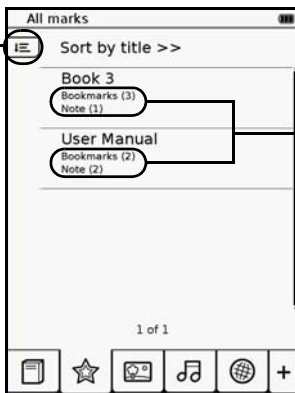 All marks
Sort by title >>
Book 3
Bookmarks (3)
Note (1)
User Manual
Bookmarks (2)
Note (2)
1 of 1
+